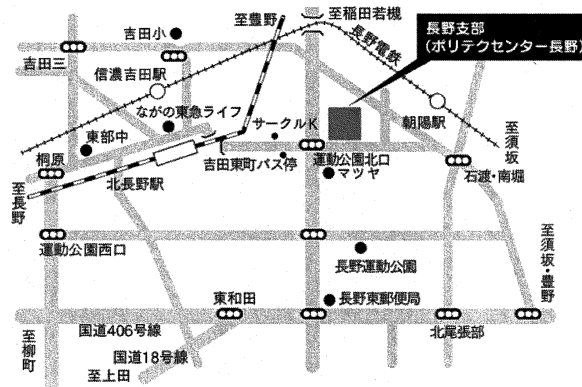 至豊野
至稲田若槻
長野支部
(ポリテクセンター長野)
吉田小
長野電鉄
吉田三
信濃吉田駅
ながの東急ライフ
サークルK
朝陽駅
至須坂
東部中
桐原
北長野駅
吉田東町バス停
運動公園北口
マツヤ
石渡・南堀
至長野
運動公園西口
長野運動公園
至須坂・豊野
東和田
長野東郵便局
国道406号線
北尾張部
至柳町
国道18号線
至上田